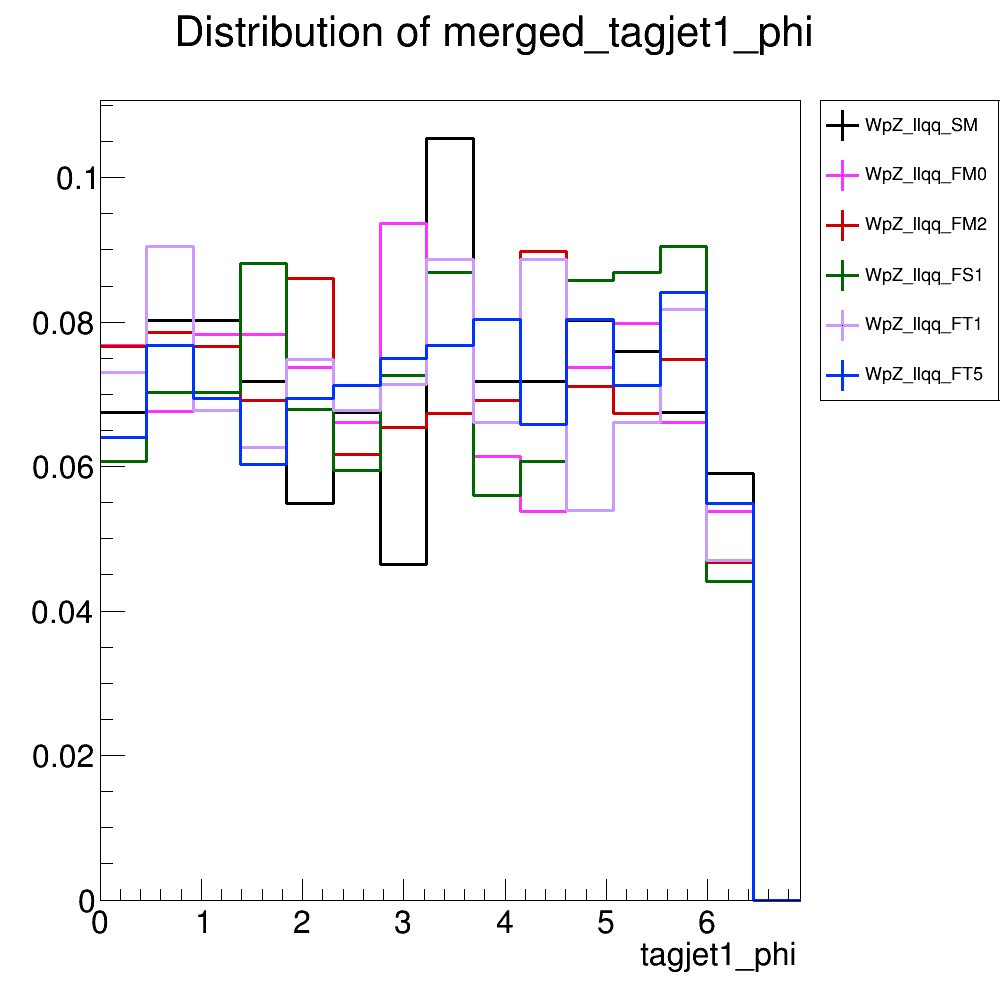 Distribution of merged_tagjet1_phi
WpZ_llqq_SM
WpZ_llqq_FM0
WpZ_llqq_FM2
WpZ_llqq_FS1
WpZ_llqq_FT1
WpZ_llqq_FT5
0.1
0.08
0.06
0.04
0.02
0
0 1 2 3 4 5 6
tagjet1_phi